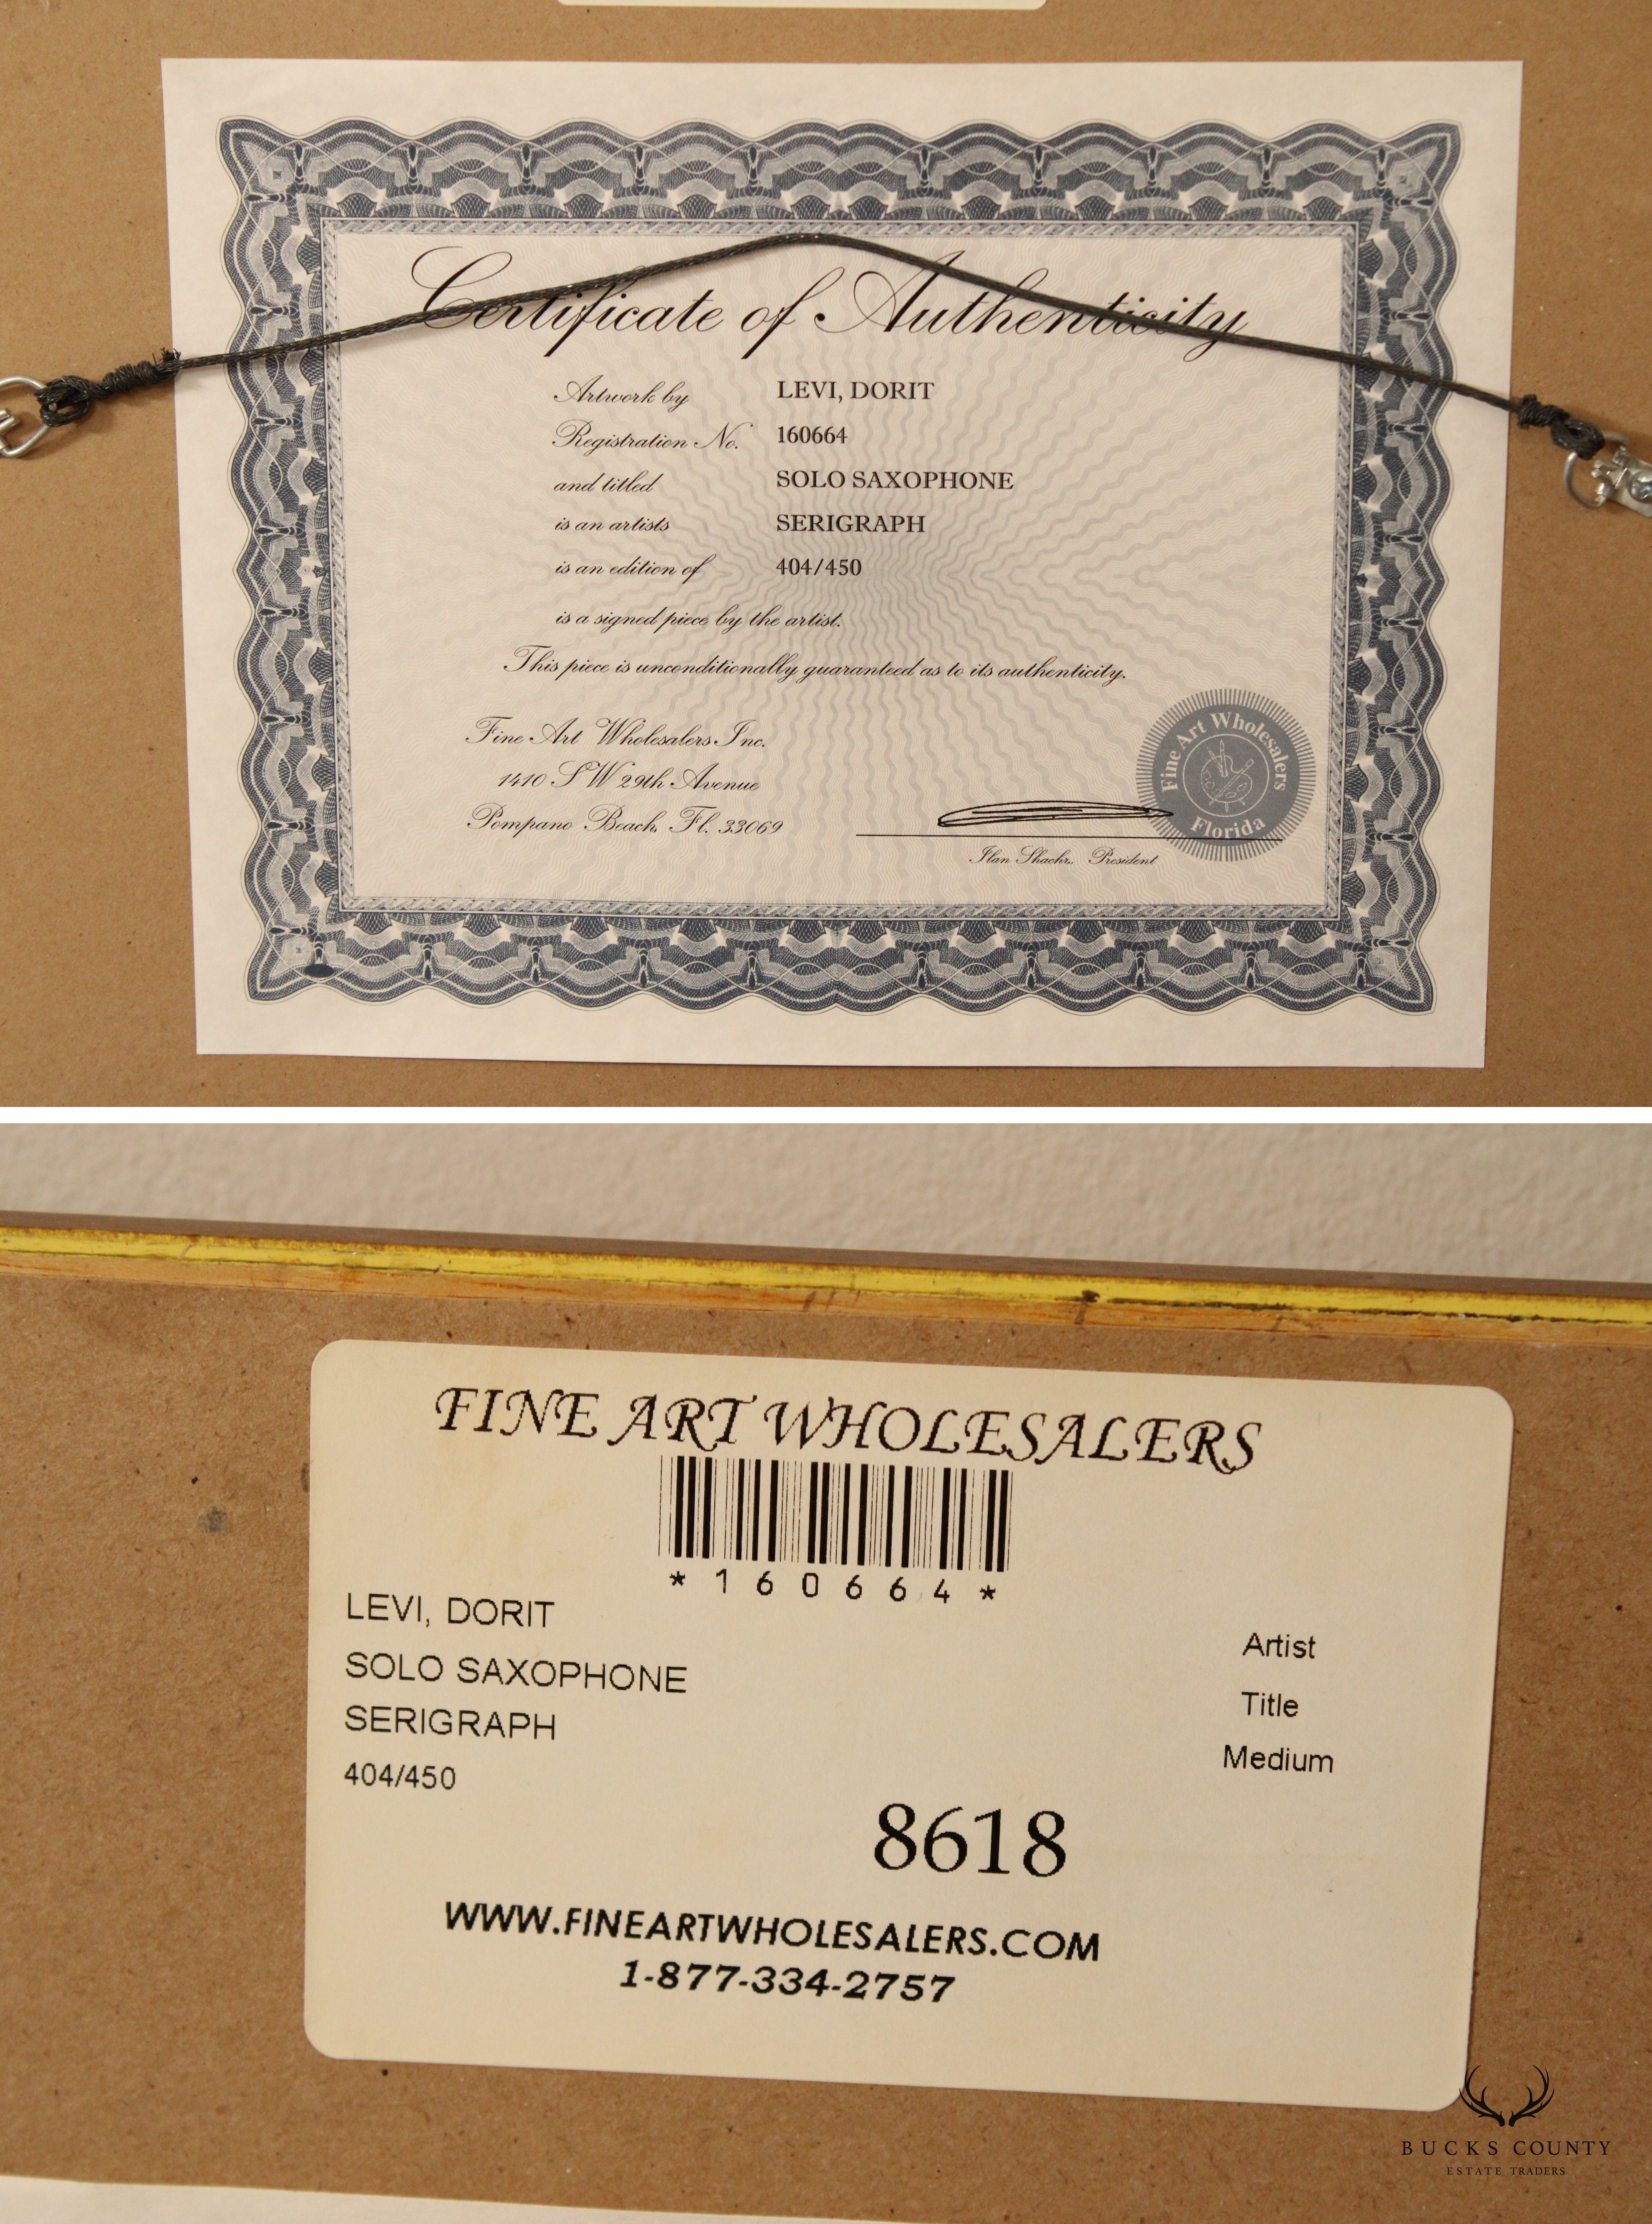 Certificate of Authenticity
Artwork by LEVI, DORIT
Registration No. 160664
and titled SOLO SAXOPHONE
is an artists SERIGRAPH
is an edition of 404/450
is a signed piece by the artist.
This piece is unconditionally guaranteed as to its authenticity.
Fine Art Wholesalers Inc.
1410 SW 29th Avenue
Pompano Beach, Fl. 33069
Fine Art Wholesalers
Florida
Ilan Shachr. President
FINE ART WHOLESALERS
*160664*
LEVI, DORIT Artist
SOLO SAXOPHONE Title
SERIGRAPH Medium
404/450
8618
WWW.FINEARTWHOLESALERS.COM
1-877-334-2757
BUCKS COUNTY
ESTATE TRADERS